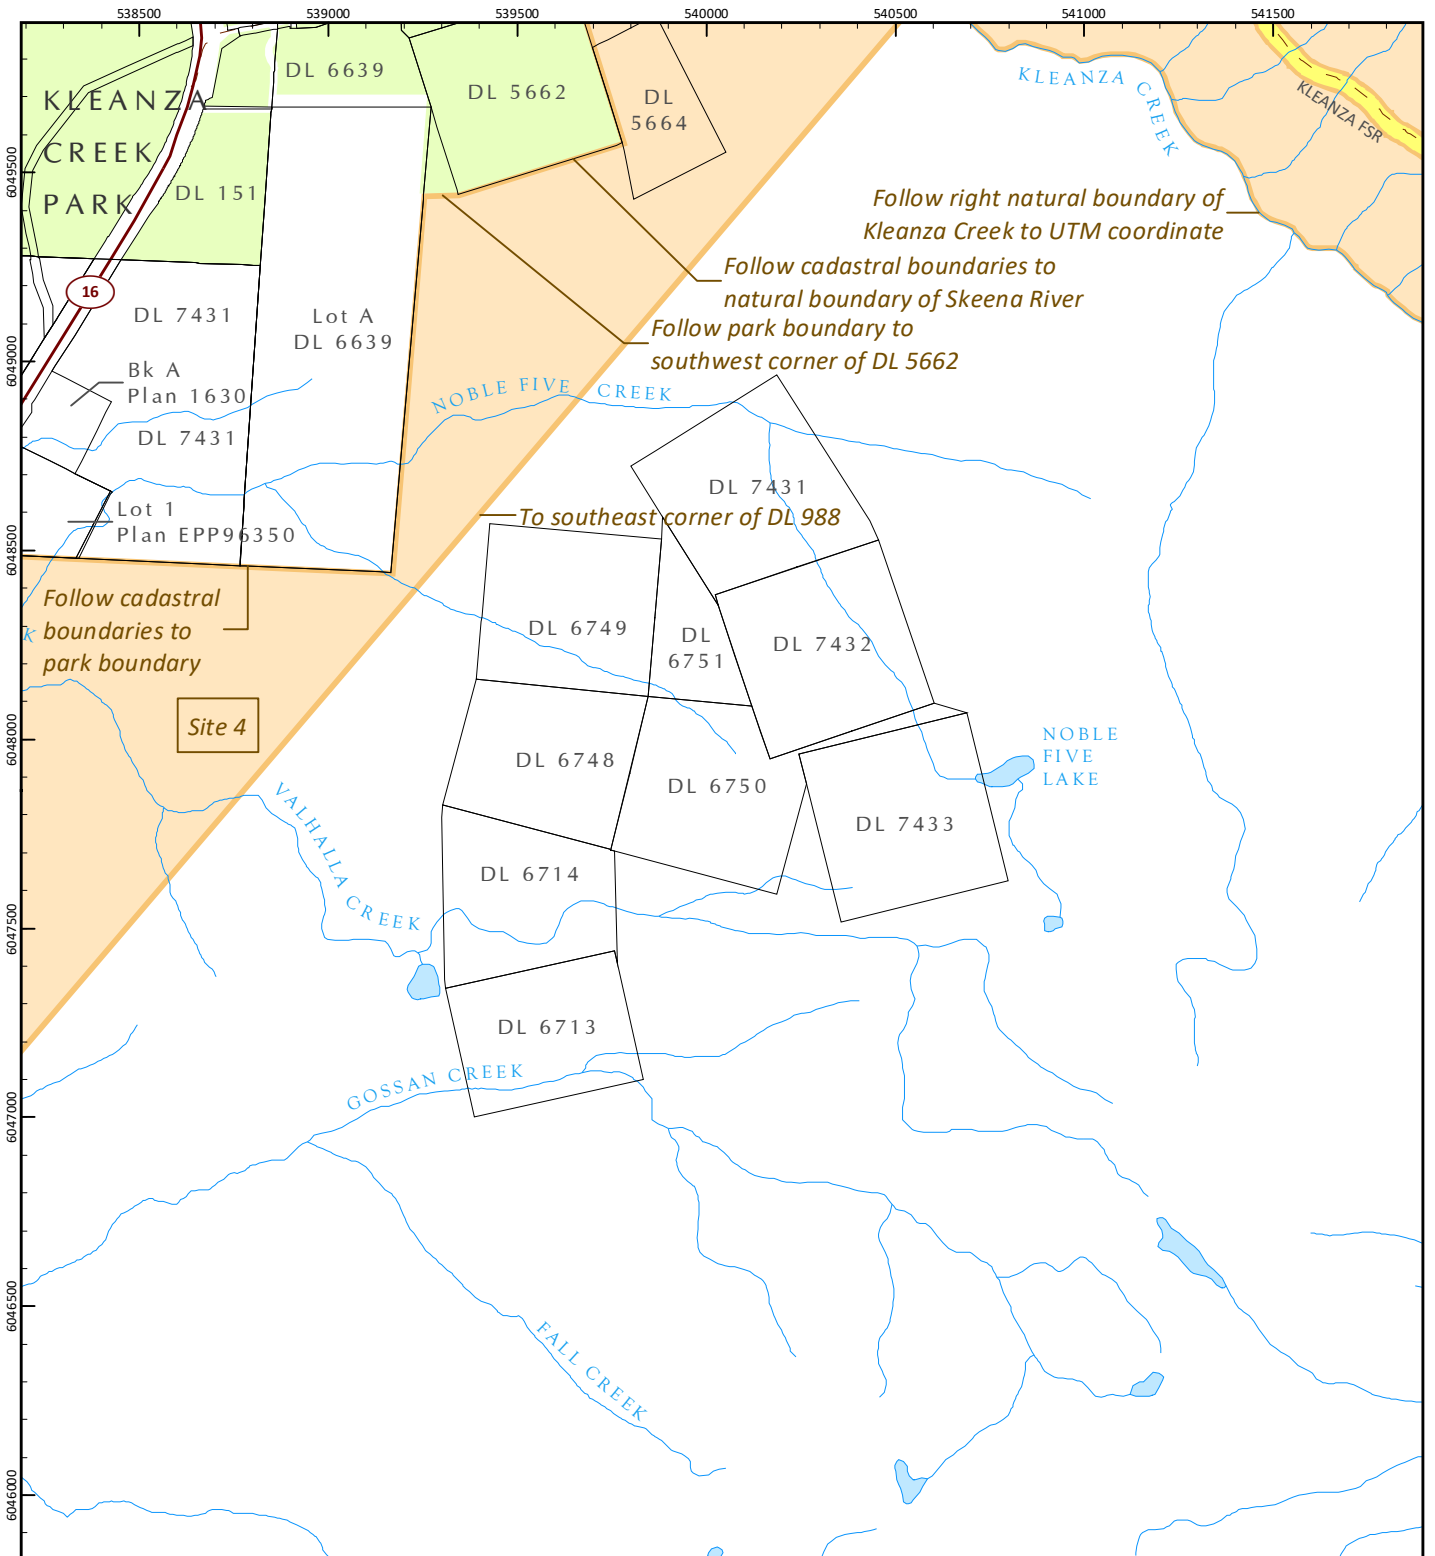 538500
539000
539500
540000
540500
541000
541500
6049500
6049000
6048500
6048000
6047500
6047000
6046500
6046000
KLEANZA
CREEK
PARK
DL 6639
DL 5662
DL
5664
DL 151
KLEANZA CREEK
KLEANZA FSR
Follow right natural boundary of
Kleanza Creek to UTM coordinate
Follow cadastral boundaries to
natural boundary of Skeena River
Follow park boundary to
southwest corner of DL 5662
16
DL 7431
Lot A
DL 6639
Bk A
Plan 1630
DL 7431
NOBLE FIVE CREEK
Lot 1
Plan EPP96350
DL 7431
To southeast corner of DL 988
Follow cadastral
boundaries to
park boundary
K
DL 6749
DL
6751
DL 7432
Site 4
DL 6748
DL 6750
NOBLE
FIVE
LAKE
DL 7433
VALHALLA CREEK
DL 6714
DL 6713
GOSSAN CREEK
FALL CREEK